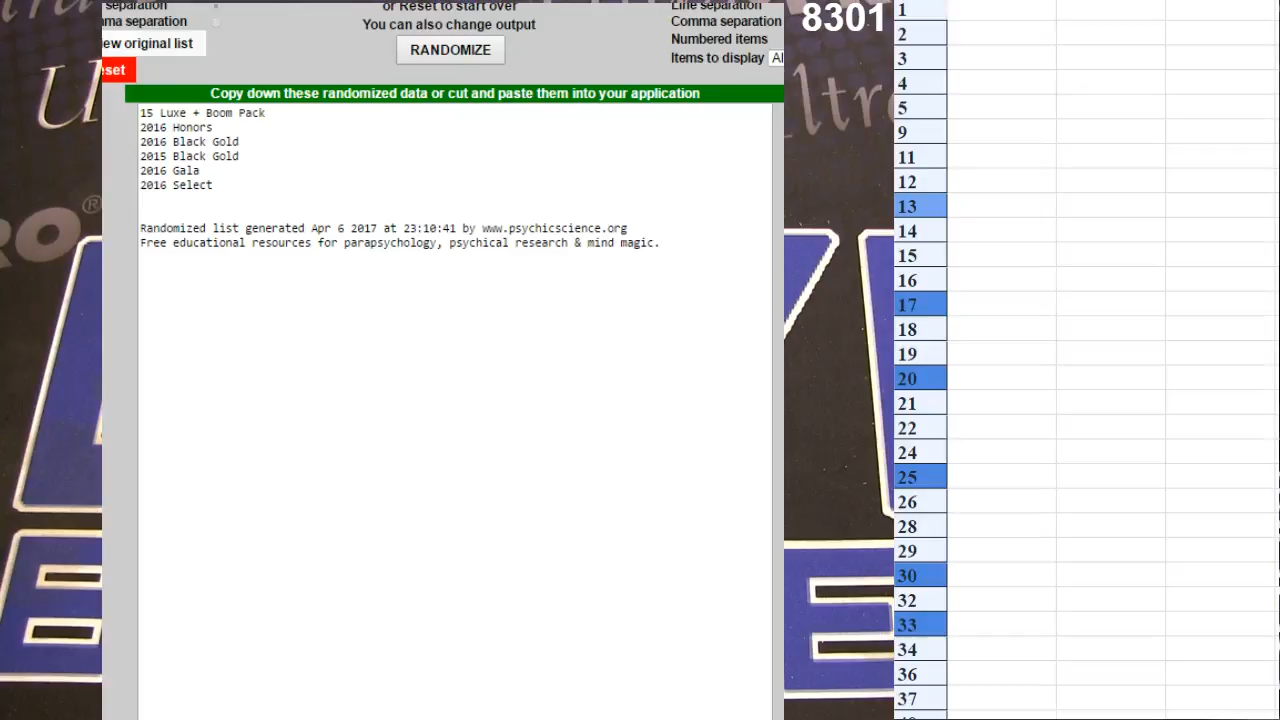 separation
mma separation
ew original list
eset
or Reset to start over
You can also change output
RANDOMIZE
Line separation
Comma separation
Numbered items
Items to display
Copy down these randomized data or cut and paste them into your application
15 Luxe + Boom Pack
2016 Honors
2016 Black Gold
2015 Black Gold
2016 Gala
2016 Select
Randomized list generated Apr 6 2017 at 23:10:41 by www.psychicscience.org
Free educational resources for parapsychology, psychical research & mind magic.
8301
1
2
3
4
5
9
11
12
13
14
15
16
17
18
19
20
21
22
24
25
26
28
29
30
32
33
34
36
37